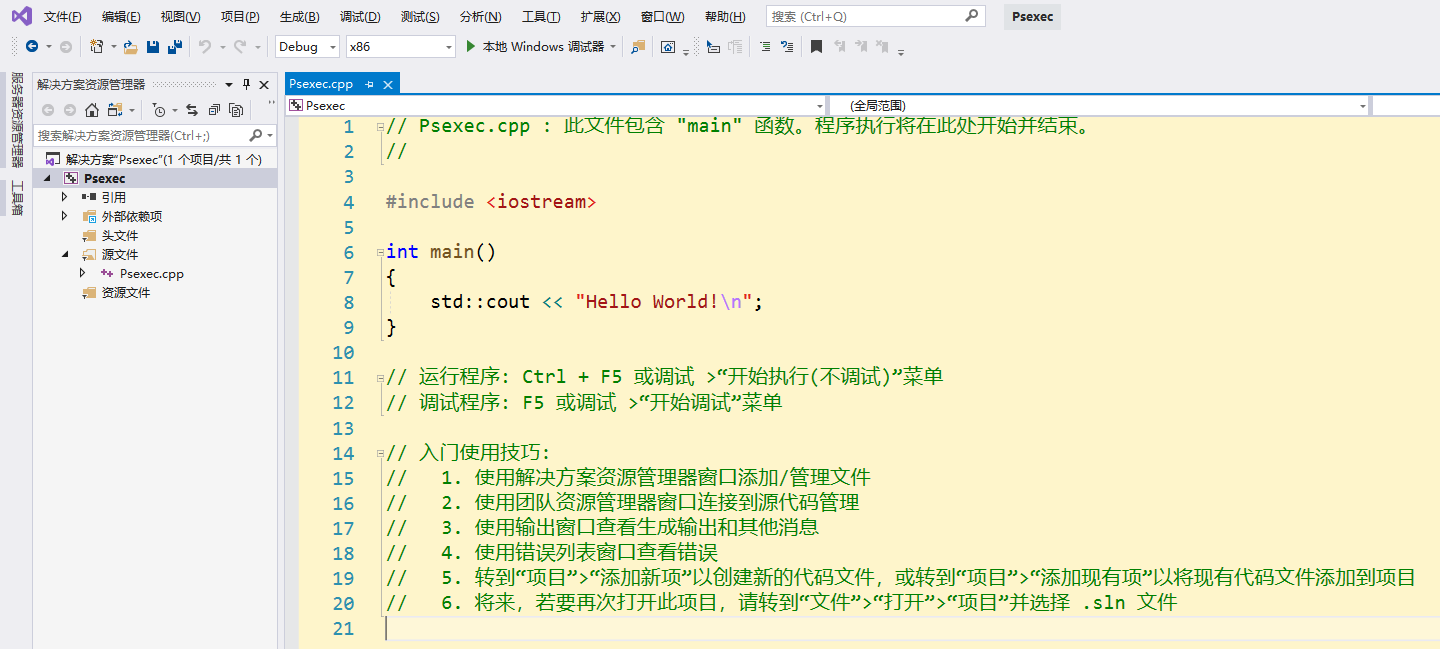 文件(F) 编辑(E) 视图(V) 项目(P) 生成(B) 调试(D) 测试(S) 分析(N) 工具(T) 扩展(X) 窗口(W) 帮助(H) 搜索 (Ctrl+Q) Psexec
Debug x86 本地 Windows 调试器
服务器资源管理器
工具箱
解决方案资源管理器
搜索解决方案资源管理器(Ctrl+;)
解决方案"Psexec"(1 个项目/共 1 个)
Psexec
引用
外部依赖项
头文件
源文件
Psexec.cpp
资源文件
Psexec.cpp
Psexec (全局范围)
1 // Psexec.cpp : 此文件包含 "main" 函数。程序执行将在此处开始并结束。
2 //
3
4 #include <iostream>
5
6 int main()
7 {
8 std::cout << "Hello World!\n";
9 }
10
11 // 运行程序: Ctrl + F5 或调试 >“开始执行(不调试)”菜单
12 // 调试程序: F5 或调试 >“开始调试”菜单
13
14 // 入门使用技巧:
15 // 1. 使用解决方案资源管理器窗口添加/管理文件
16 // 2. 使用团队资源管理器窗口连接到源代码管理
17 // 3. 使用输出窗口查看生成输出和其他消息
18 // 4. 使用错误列表窗口查看错误
19 // 5. 转到“项目”>“添加新项”以创建新的代码文件，或转到“项目”>“添加现有项”以将现有代码文件添加到项目
20 // 6. 将来，若要再次打开此项目，请转到“文件”>“打开”>“项目”并选择 .sln 文件
21